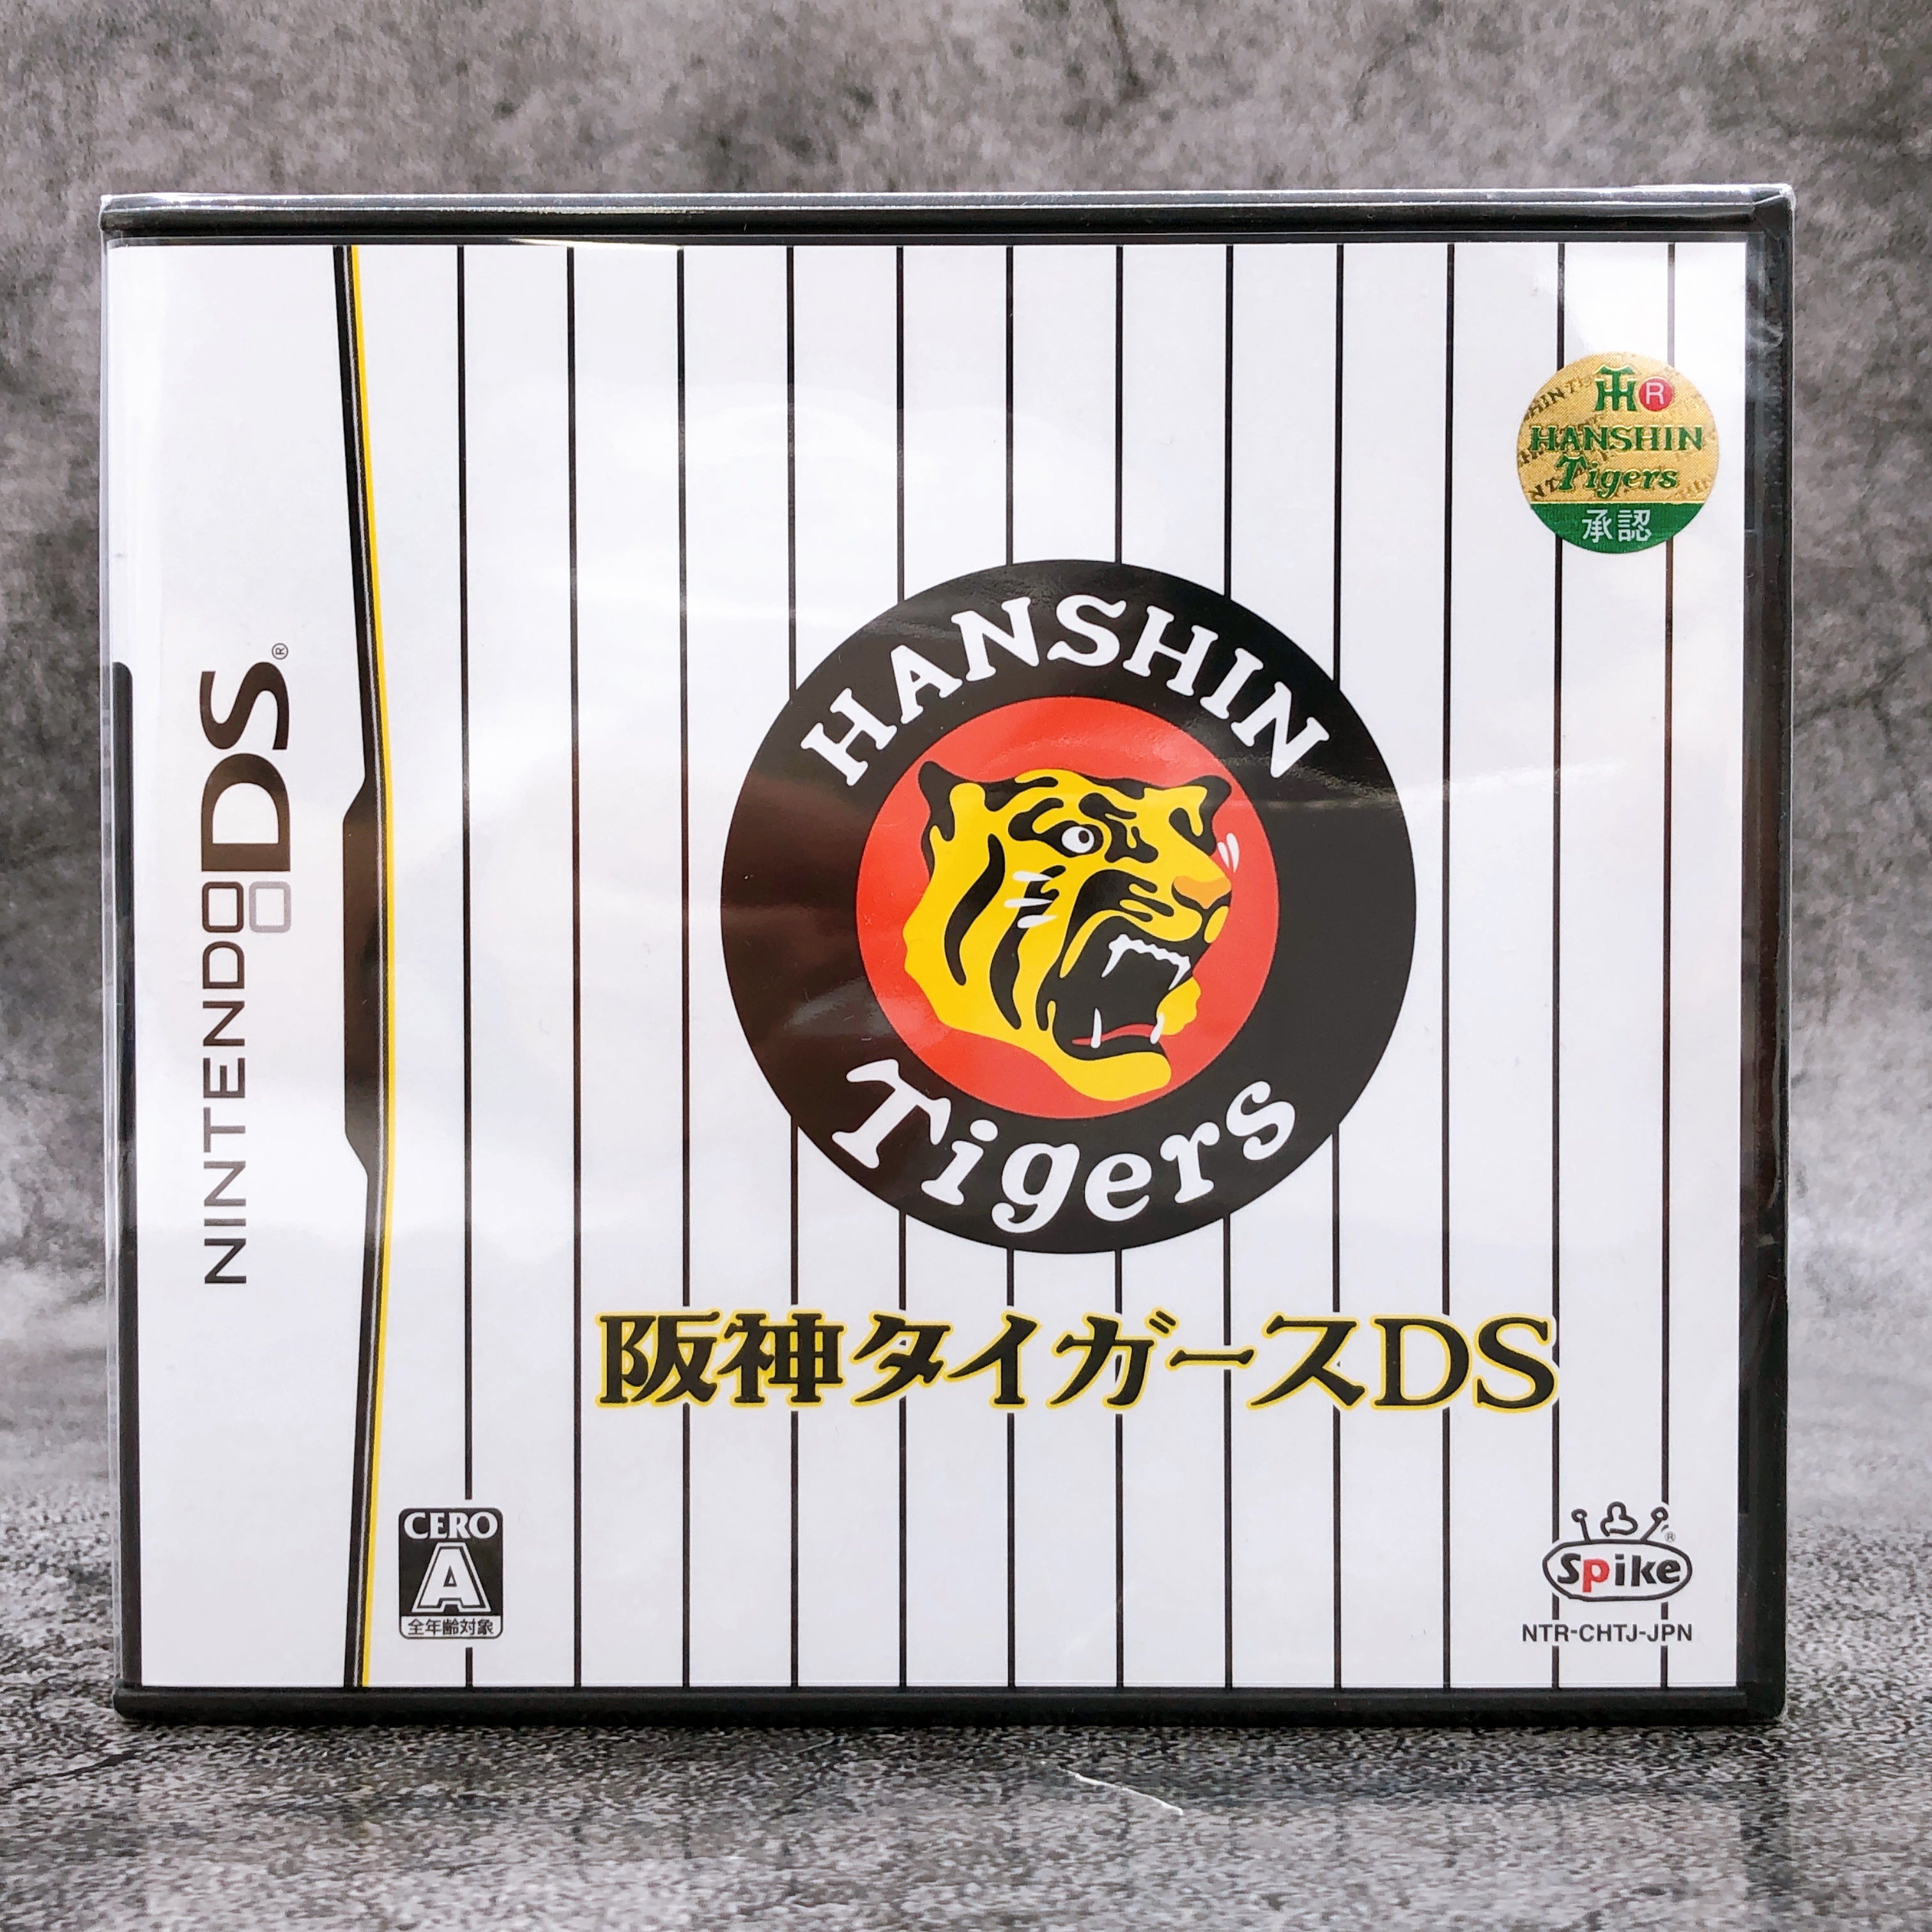 NINTENDO DS®
HANSHIN
Tigers
阪神タイガースDS
HT R
HANSHIN
Tigers
承認
CERO
A
全年齢対象
Spike®
NTR-CHTJ-JPN